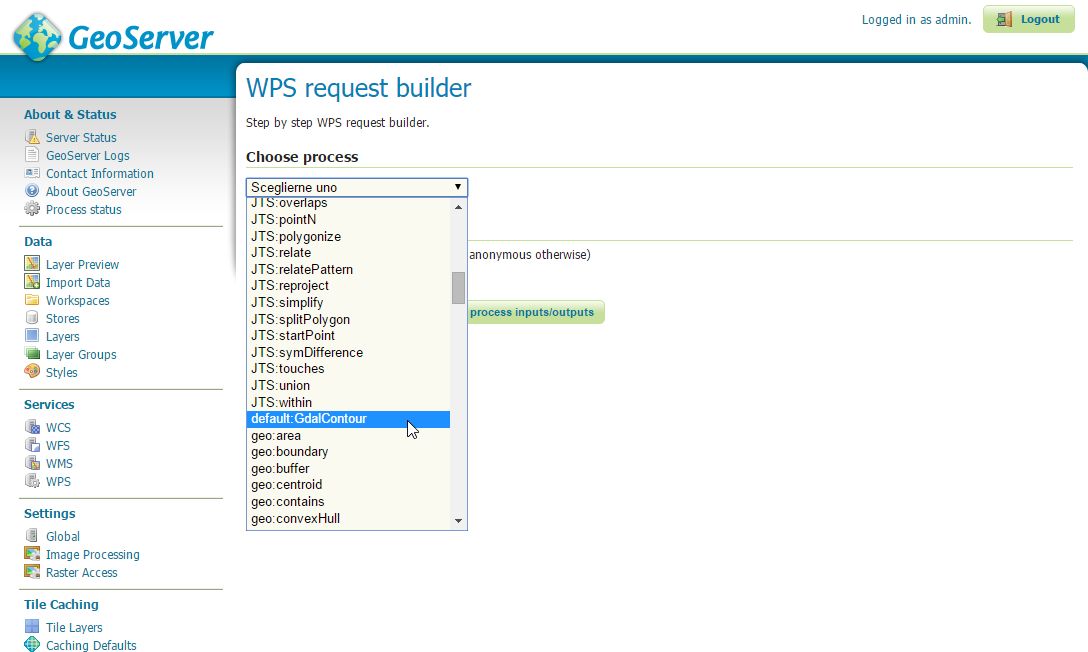 GeoServer
Logged in as admin.
Logout
About & Status
Server Status
GeoServer Logs
Contact Information
About GeoServer
Process status
Data
Layer Preview
Import Data
Workspaces
Stores
Layers
Layer Groups
Styles
Services
WCS
WFS
WMS
WPS
Settings
Global
Image Processing
Raster Access
Tile Caching
Tile Layers
Caching Defaults
WPS request builder
Step by step WPS request builder.
Choose process
Sceglierne uno
JTS:overlaps
JTS:pointN
JTS:polygonize
JTS:relate
JTS:relatePattern
JTS:reproject
JTS:simplify
JTS:splitPolygon
JTS:startPoint
JTS:symDifference
JTS:touches
JTS:union
JTS:within
default:GdalContour
geo:area
geo:boundary
geo:buffer
geo:centroid
geo:contains
geo:convexHull
anonymous otherwise)
process inputs/outputs